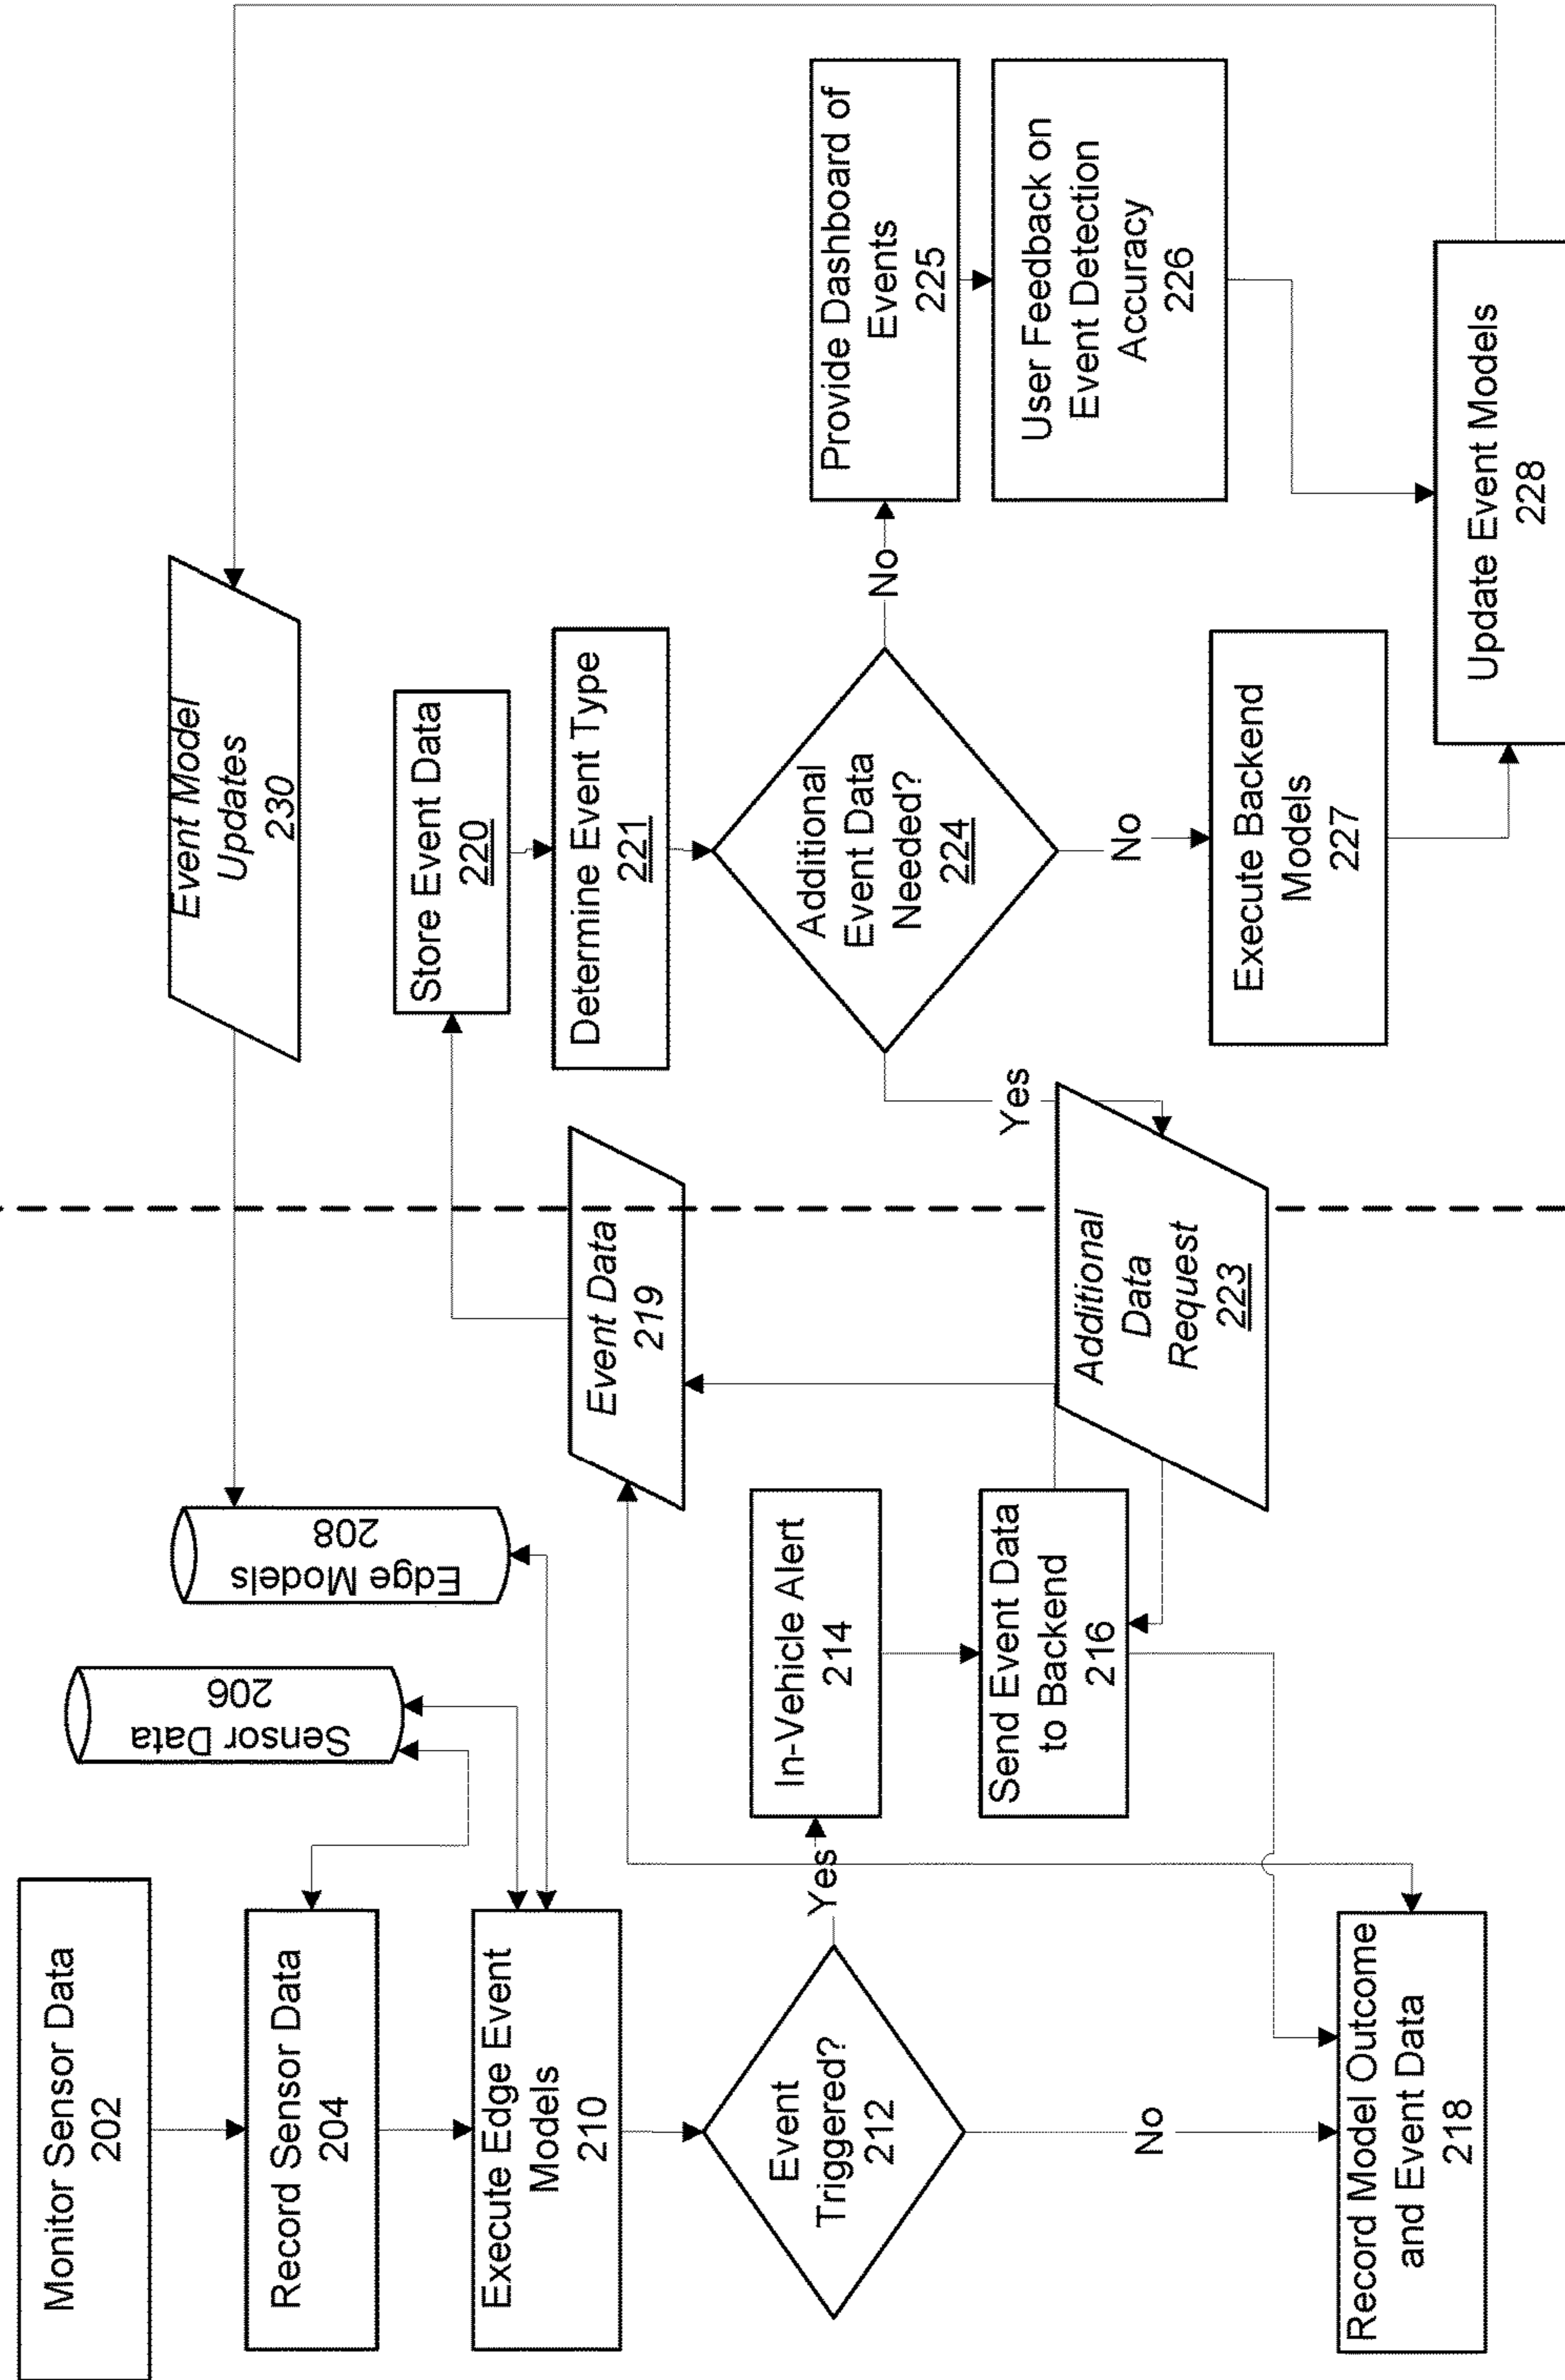 Monitor Sensor Data
202
Record Sensor Data
204
Sensor Data
206
Edge Models
208
Execute Edge Event
Models
210
Event
Triggered?
212
Yes
No
In-Vehicle Alert
214
Send Event Data
to Backend
216
Record Model Outcome
and Event Data
218
Event Data
219
Additional
Data
Request
223
Event Model
Updates
230
Store Event Data
220
Determine Event Type
221
Additional
Event Data
Needed?
224
Yes
No
No
Provide Dashboard of
Events
225
User Feedback on
Event Detection
Accuracy
226
Execute Backend
Models
227
Update Event Models
228